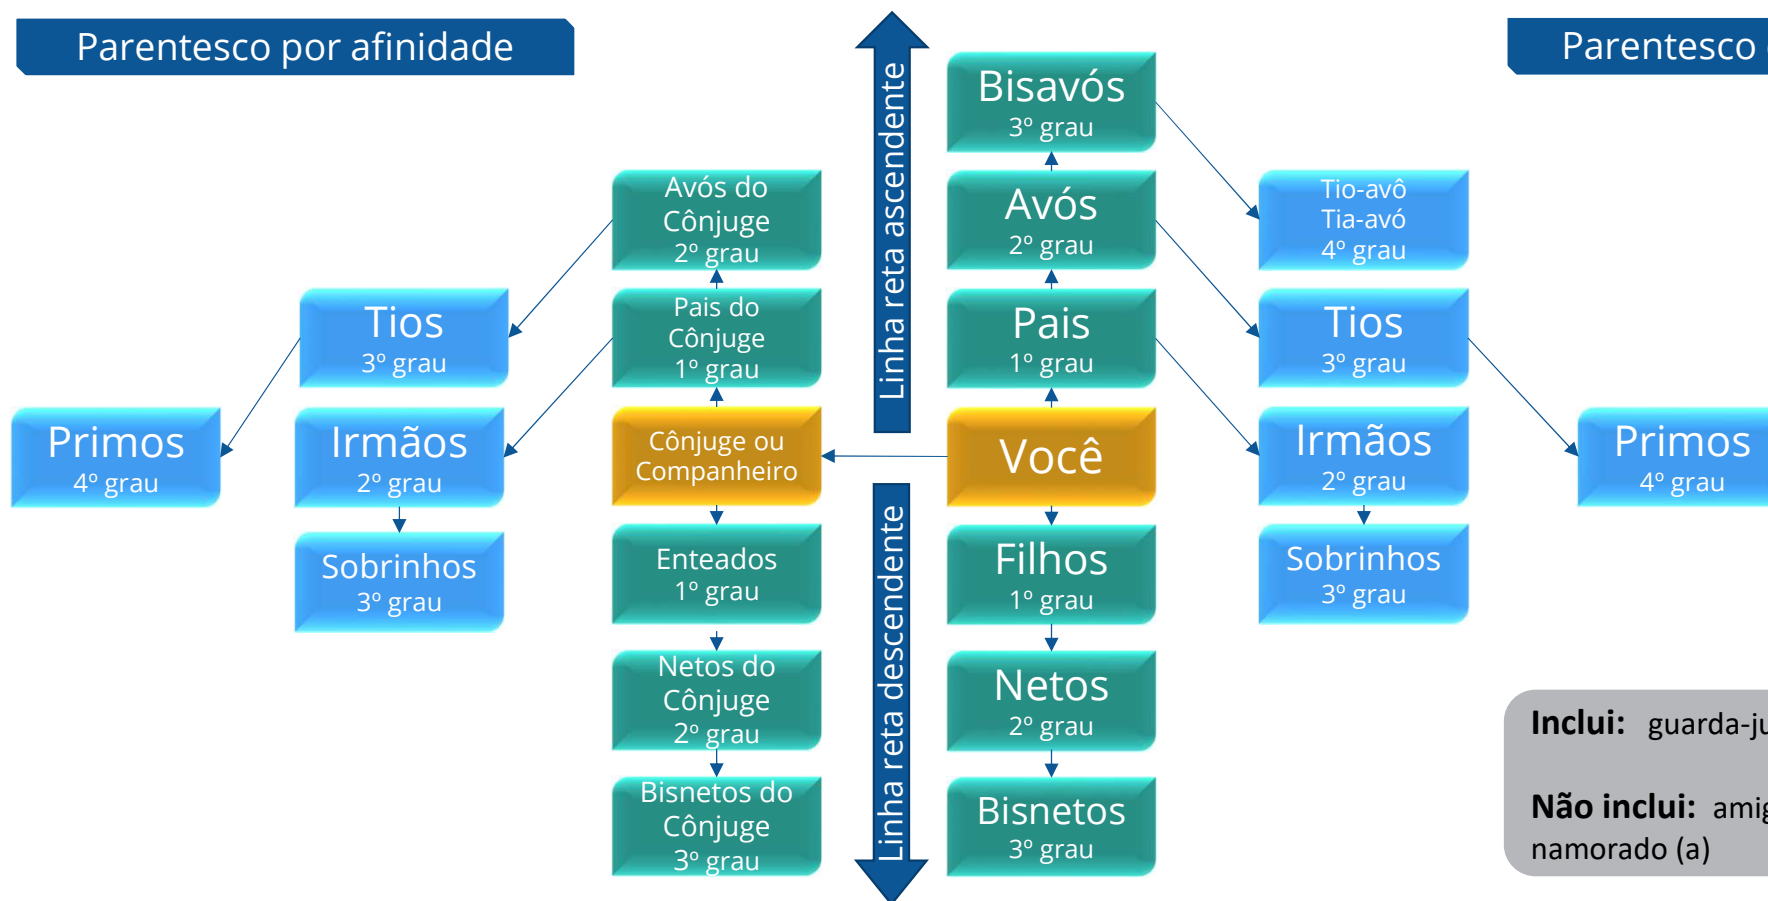 Parentesco por afinidade
Parentesco
Linha reta ascendente
Linha reta descendente
Bisavós
3º grau
Avós do
Cônjuge
2º grau
Avós
2º grau
Tio-avô
Tia-avó
4º grau
Tios
3º grau
Pais do
Cônjuge
1º grau
Pais
1º grau
Tios
3º grau
Primos
4º grau
Irmãos
2º grau
Cônjuge ou
Companheiro
Você
Irmãos
2º grau
Primos
4º grau
Sobrinhos
3º grau
Enteados
1º grau
Filhos
1º grau
Sobrinhos
3º grau
Netos do
Cônjuge
2º grau
Netos
2º grau
Bisnetos do
Cônjuge
3º grau
Bisnetos
3º grau
Inclui: guarda-ju
Não inclui: amig
namorado (a)